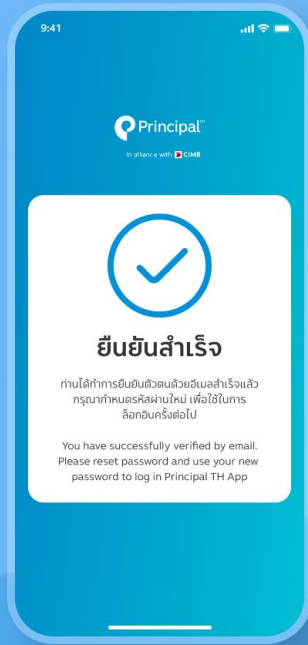 9:41
Principal™
In alliance with CIMB
ยืนยันสำเร็จ
ท่านได้ทำการยืนยันตัวตนด้วยอีเมลสำเร็จแล้ว
กรุณากำหนดรหัสผ่านใหม่ เพื่อใช้ในการ
ล็อกอินครั้งต่อไป
You have successfully verified by email.
Please reset password and use your new
password to log in Principal TH App